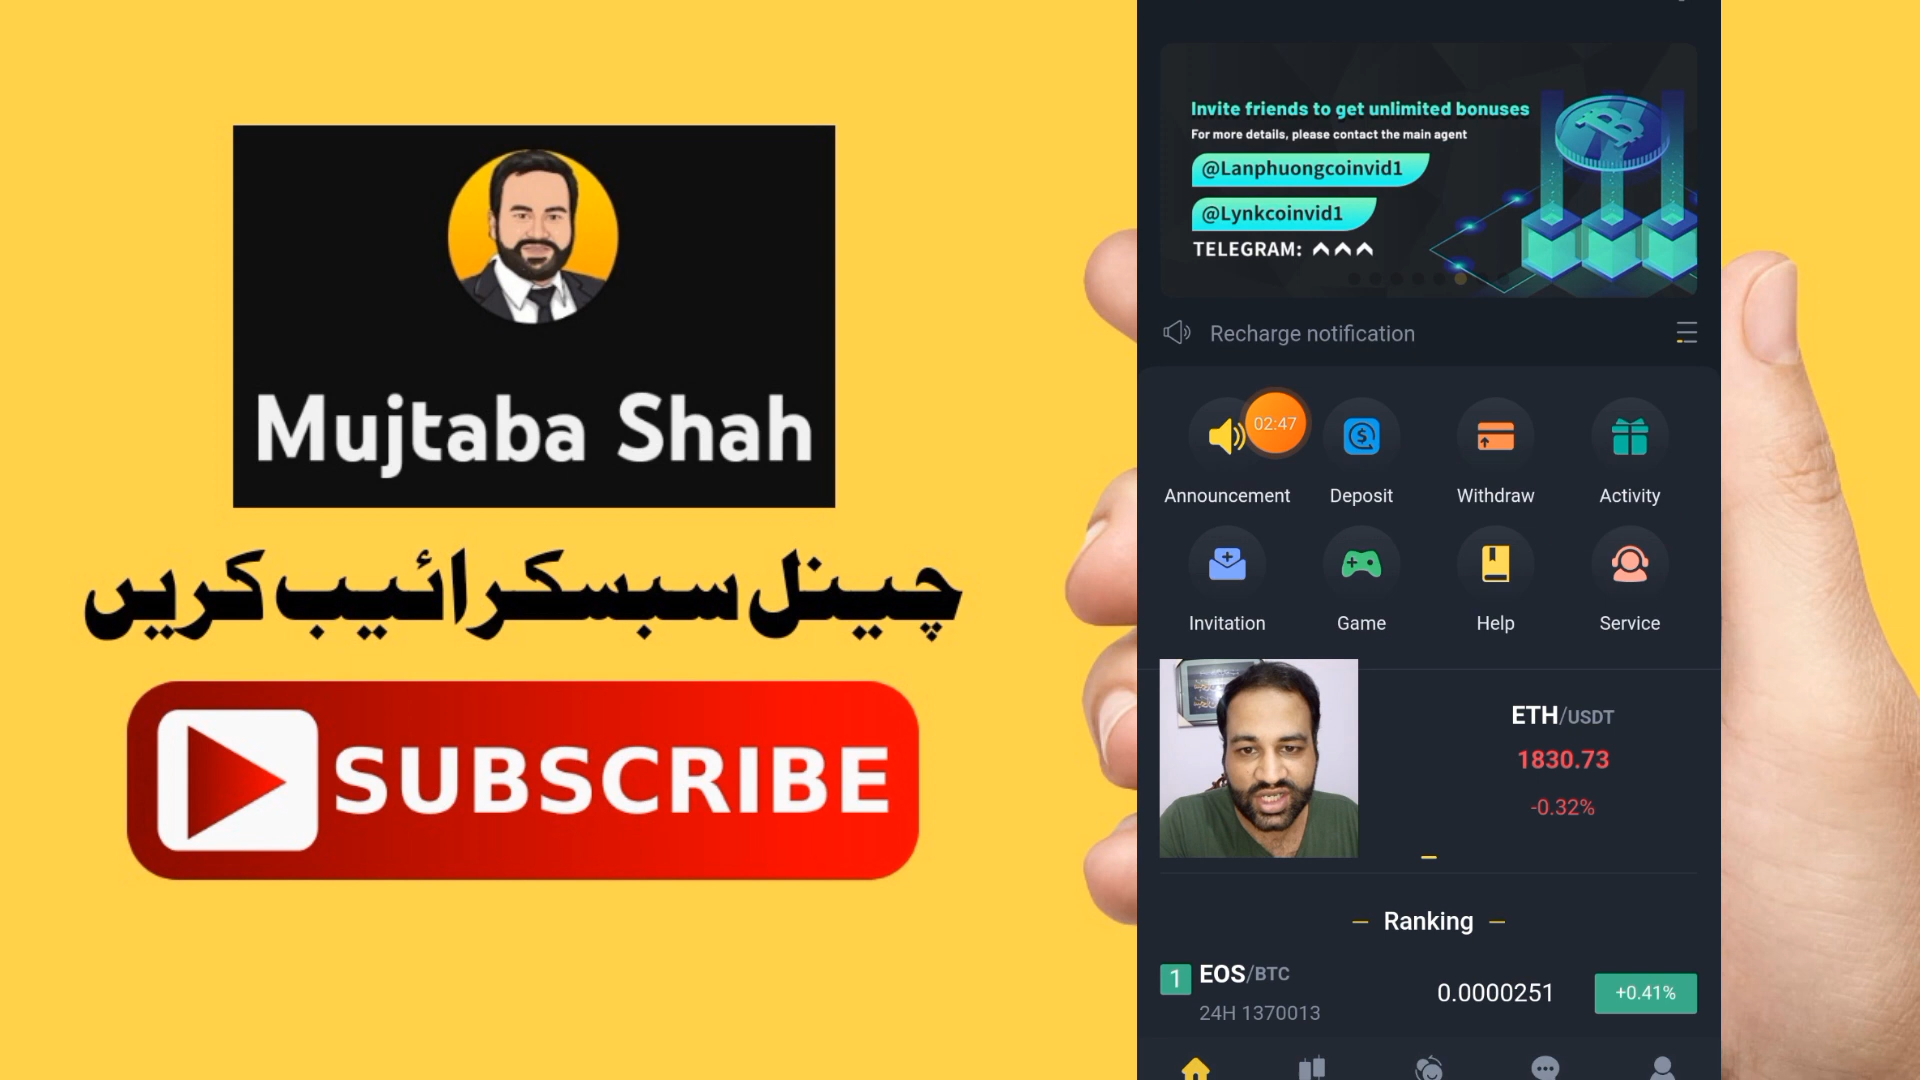 Mujtaba Shah
چینل سبسکرائیب کریں
SUBSCRIBE
Invite friends to get unlimited bonuses
For more details, please contact the main agent
@Lanphuongcoinvid1
@Lynkcoinvid1
TELEGRAM:
Recharge notification
02:47
Announcement Deposit Withdraw Activity
Invitation Game Help Service
ETH/USDT
1830.73
-0.32%
Ranking
1 EOS/BTC 0.0000251 +0.41%
24H 1370013